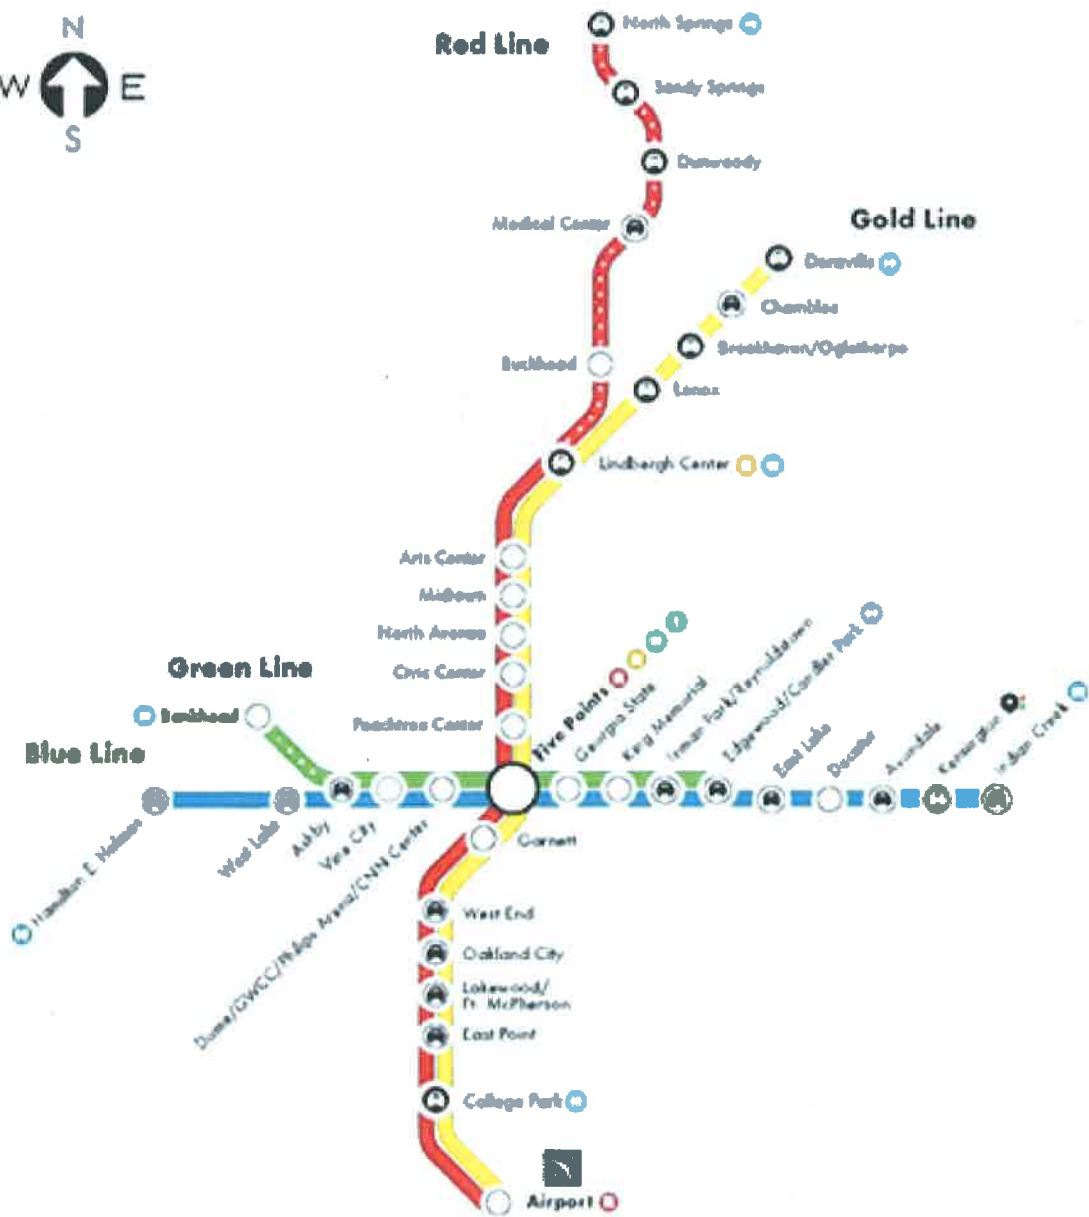 N
W E
S
Red Line
North Springs
Sandy Springs
Dunwoody
Medical Center
Gold Line
Doraville
Chamblee
Brookhaven/Oglethorpe
Buckhead
Lenox
Lindbergh Center
Arts Center
Midtown
North Avenue
Civic Center
Peachtree Center
Green Line
Bankhead
Blue Line
Five Points
Georgia State
King Memorial
Inman Park/Reynoldstown
Edgewood/Candler Park
East Lake
Decatur
Avondale
Kensington
Indian Creek
Hamilton E. Holmes
West Lake
Ashby
Vine City
Dome/GWCC/Philips Arena/CNN Center
Garnett
West End
Oakland City
Lakewood/
Ft. McPherson
East Point
College Park
Airport